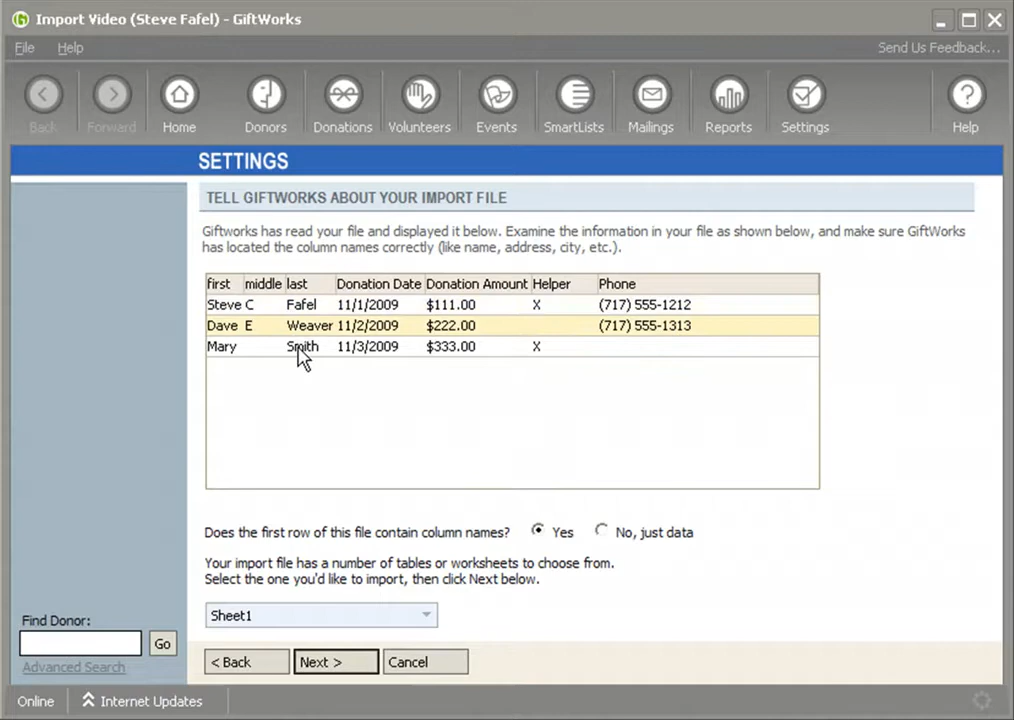 Import Video (Steve Fafel) - GiftWorks
File Help Send Us Feedback...
Back Forward Home Donors Donations Volunteers Events SmartLists Mailings Reports Settings Help
SETTINGS
TELL GIFTWORKS ABOUT YOUR IMPORT FILE
Giftworks has read your file and displayed it below. Examine the information in your file as shown below, and make sure GiftWorks
has located the column names correctly (like name, address, city, etc.).
first middle last Donation Date Donation Amount Helper Phone
Steve C Fafel 11/1/2009 $111.00 X (717) 555-1212
Dave E Weaver 11/2/2009 $222.00 (717) 555-1313
Mary Smith 11/3/2009 $333.00 X
Does the first row of this file contain column names? Yes No, just data
Your import file has a number of tables or worksheets to choose from.
Select the one you'd like to import, then click Next below.
Sheet1
Find Donor:
Go
Advanced Search
< Back Next > Cancel
Online Internet Updates